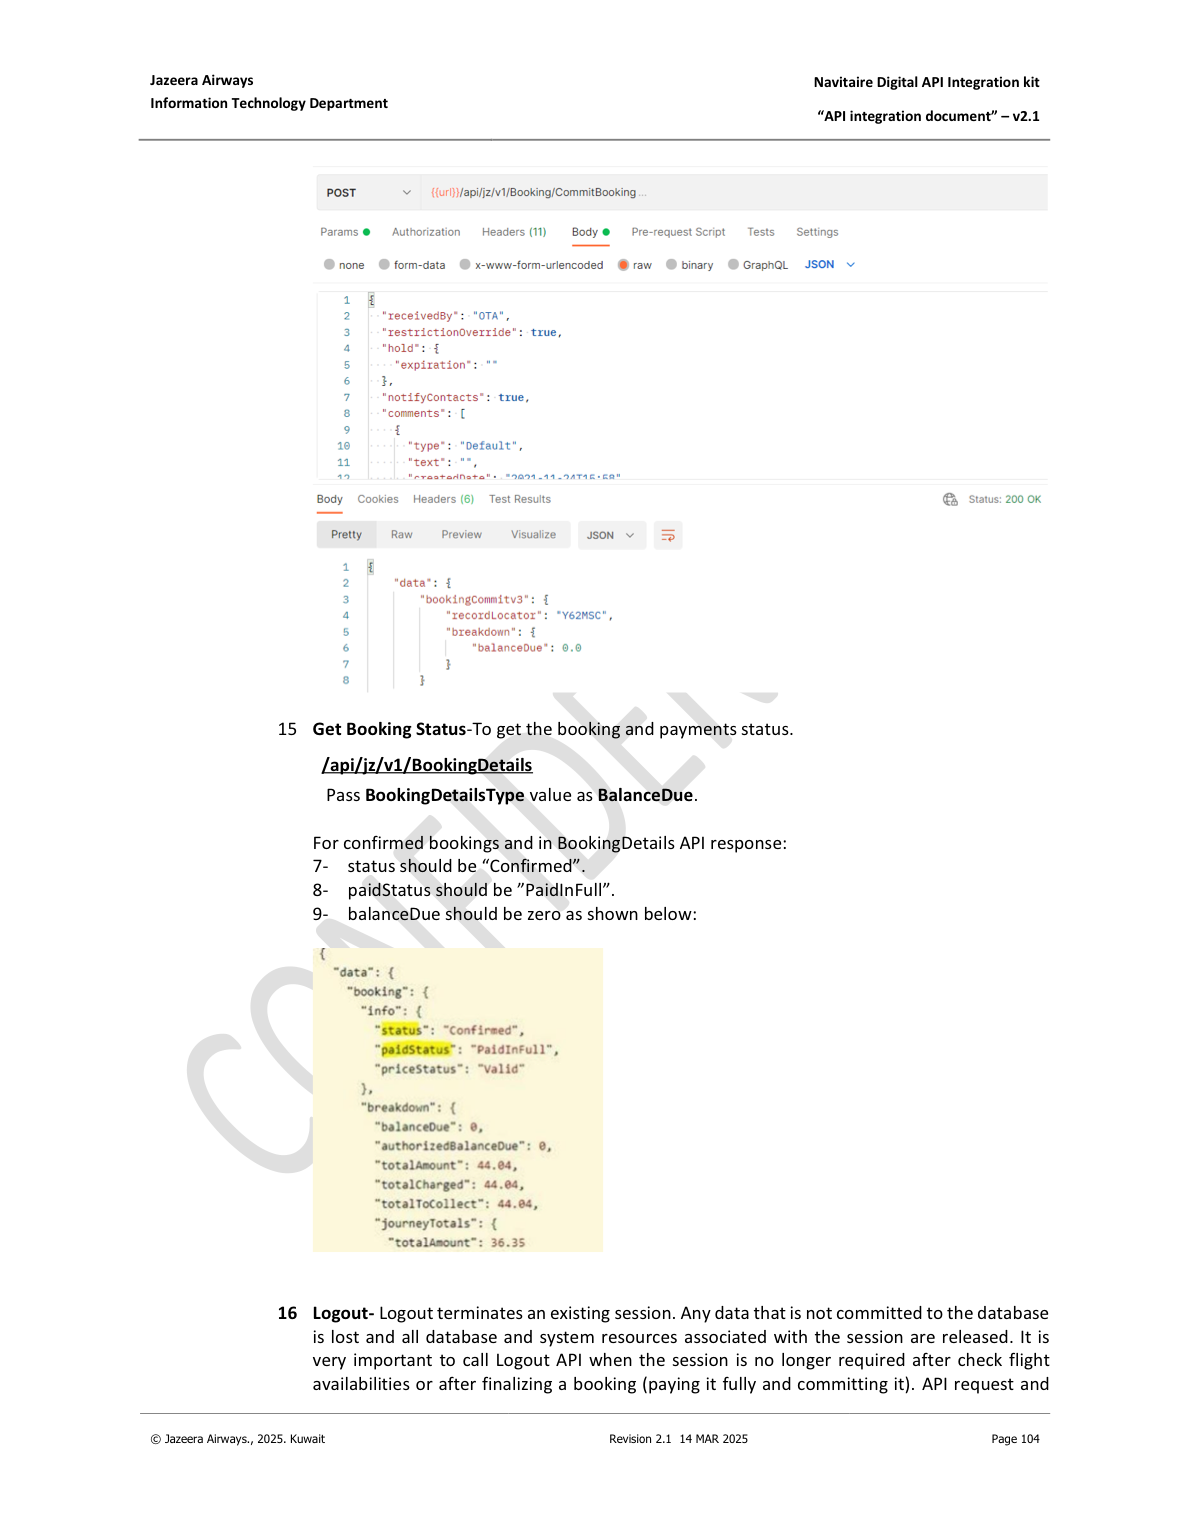 Jazeera Airways
Information Technology Department
Navitaire Digital API Integration kit
“API integration document” – v2.1
POST {{url}}/api/jz/v1/Booking/CommitBooking ...
Params Authorization Headers (11) Body Pre-request Script Tests Settings
none form-data x-www-form-urlencoded raw binary GraphQL JSON
1 {
2 "receivedBy": "OTA",
3 "restrictionOverride": true,
4 "hold": {
5 "expiration": ""
6 },
7 "notifyContacts": true,
8 "comments": [
9 {
10 "type": "Default",
11 "text": "",
12 "createdDate": "2021-11-24T15:58"
Body Cookies Headers (6) Test Results Status: 200 OK
Pretty Raw Preview Visualize JSON
1 {
2 "data": {
3 "bookingCommitv3": {
4 "recordLocator": "Y62MSC",
5 "breakdown": {
6 "balanceDue": 0.0
7 }
8 }
15 Get Booking Status-To get the booking and payments status.
/api/jz/v1/BookingDetails
Pass BookingDetailsType value as BalanceDue.
For confirmed bookings and in BookingDetails API response:
7- status should be “Confirmed”.
8- paidStatus should be ”PaidInFull”.
9- balanceDue should be zero as shown below:
{
"data": {
"booking": {
"info": {
"status": "Confirmed",
"paidStatus": "PaidInFull",
"priceStatus": "Valid"
},
"breakdown": {
"balanceDue": 0,
"authorizedBalanceDue": 0,
"totalAmount": 44.04,
"totalCharged": 44.04,
"totalToCollect": 44.04,
"journeyTotals": {
"totalAmount": 36.35
16 Logout- Logout terminates an existing session. Any data that is not committed to the database
is lost and all database and system resources associated with the session are released. It is
very important to call Logout API when the session is no longer required after check flight
availabilities or after finalizing a booking (paying it fully and committing it). API request and
© Jazeera Airways., 2025. Kuwait Revision 2.1 14 MAR 2025 Page 104